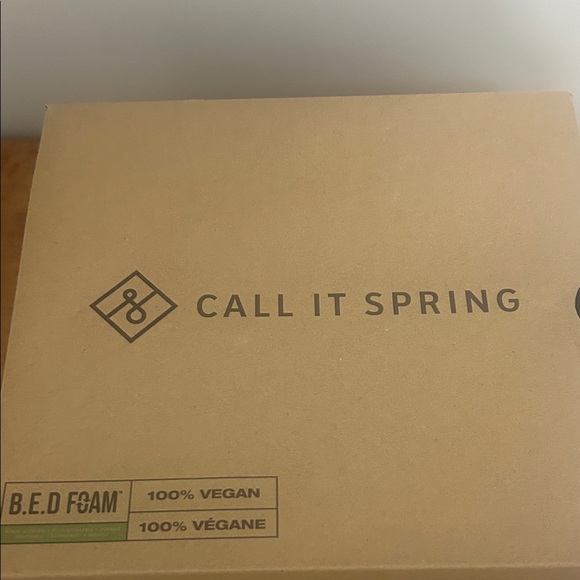 CALL IT SPRING
B.E.D FOAM™
100% VEGAN
100% VÉGANE